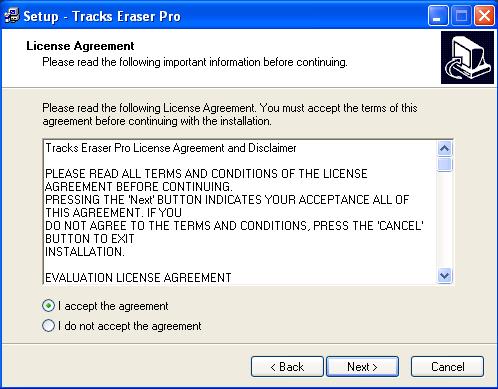 Setup - Tracks Eraser Pro
License Agreement
Please read the following important information before continuing.
Please read the following License Agreement. You must accept the terms of this
agreement before continuing with the installation.
Tracks Eraser Pro License Agreement and Disclaimer
PLEASE READ ALL TERMS AND CONDITIONS OF THE LICENSE
AGREEMENT BEFORE CONTINUING.
PRESSING THE 'Next' BUTTON INDICATES YOUR ACCEPTANCE ALL OF
THIS AGREEMENT. IF YOU
DO NOT AGREE TO THE TERMS AND CONDITIONS, PRESS THE 'CANCEL'
BUTTON TO EXIT
INSTALLATION.
EVALUATION LICENSE AGREEMENT
I accept the agreement
I do not accept the agreement
< Back
Next >
Cancel